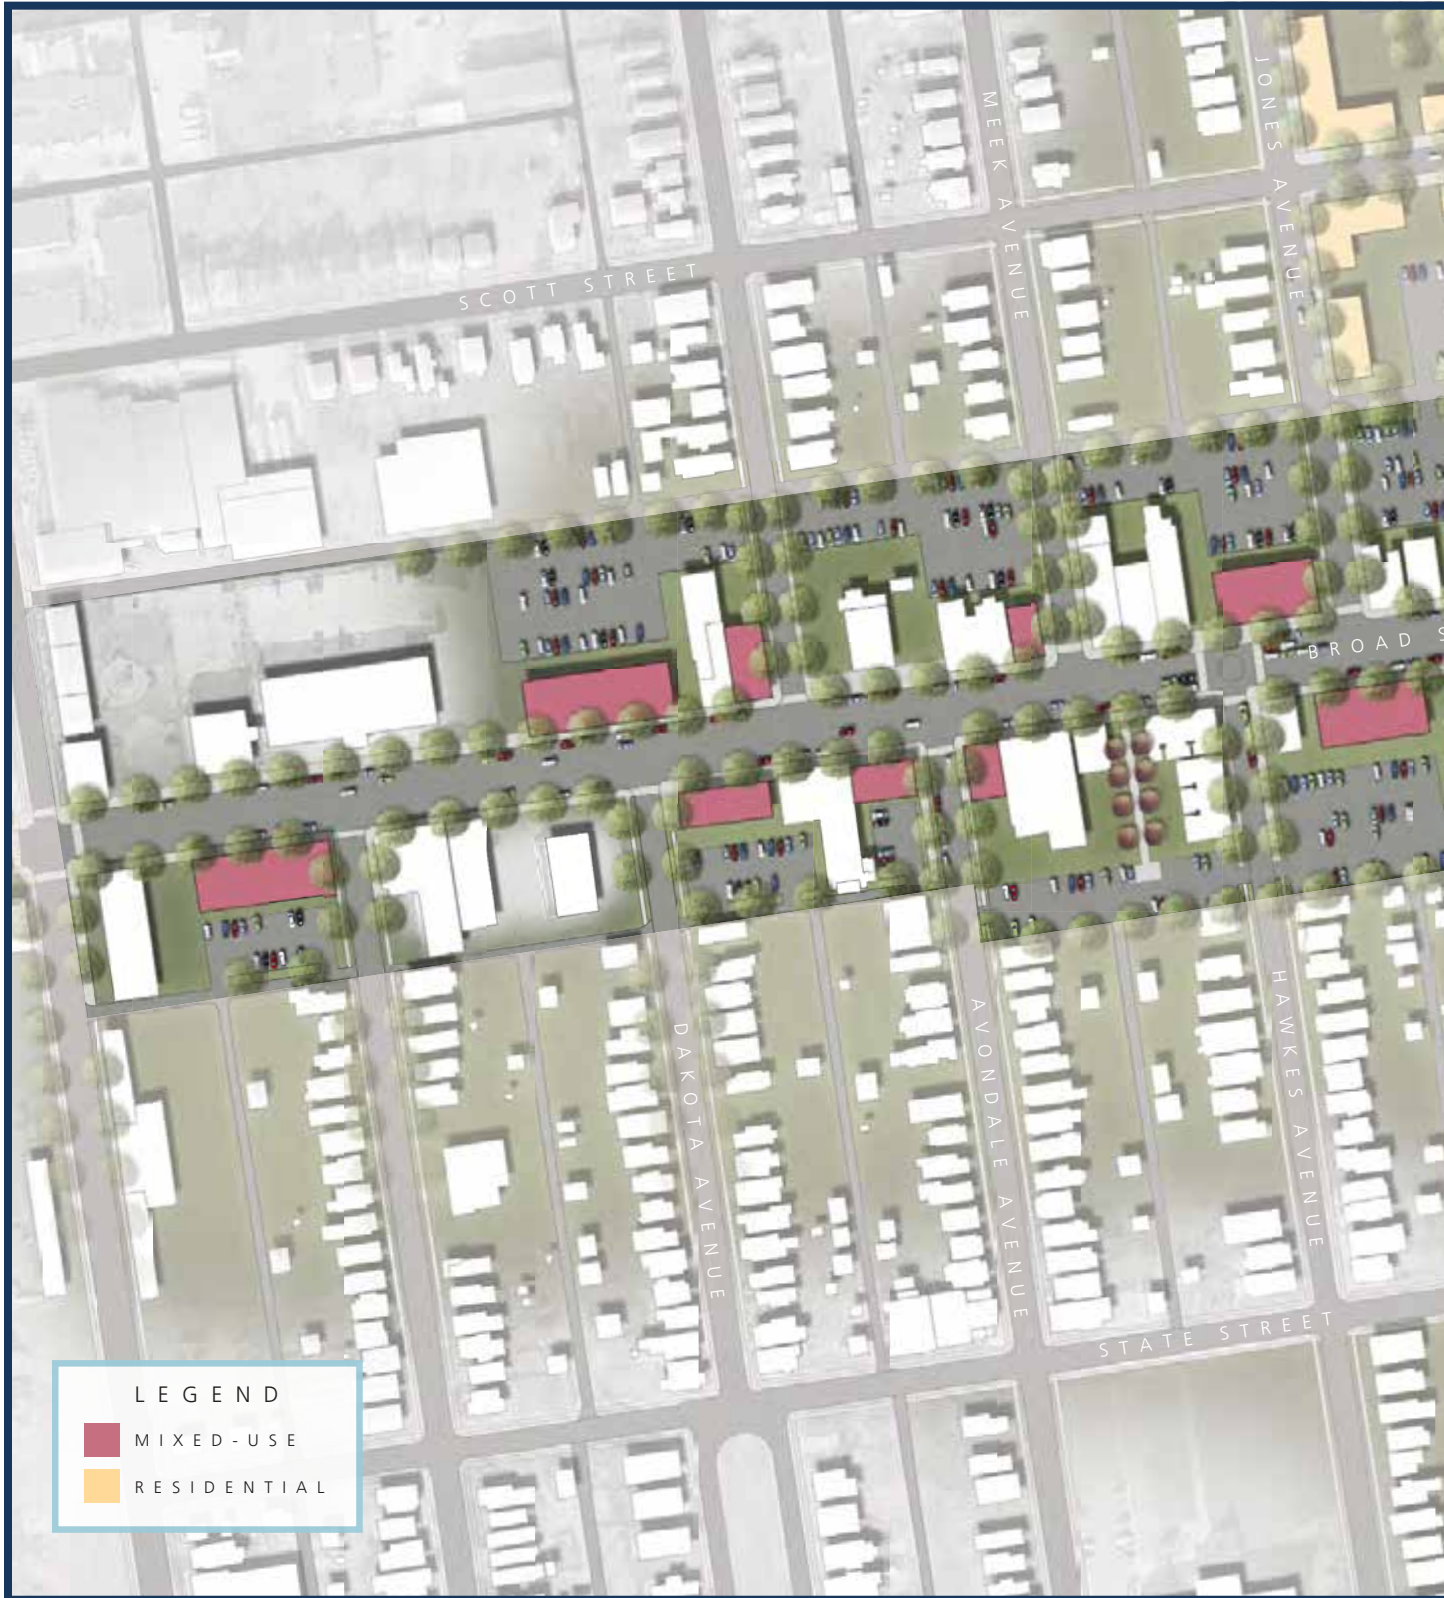 JONES AVENUE
MEEK AVENUE
SCOTT STREET
BROAD S
DAKOTA AVENUE
AVONDALE AVENUE
HAWKES AVENUE
STATE STREET
LEGEND
MIXED-USE
RESIDENTIAL